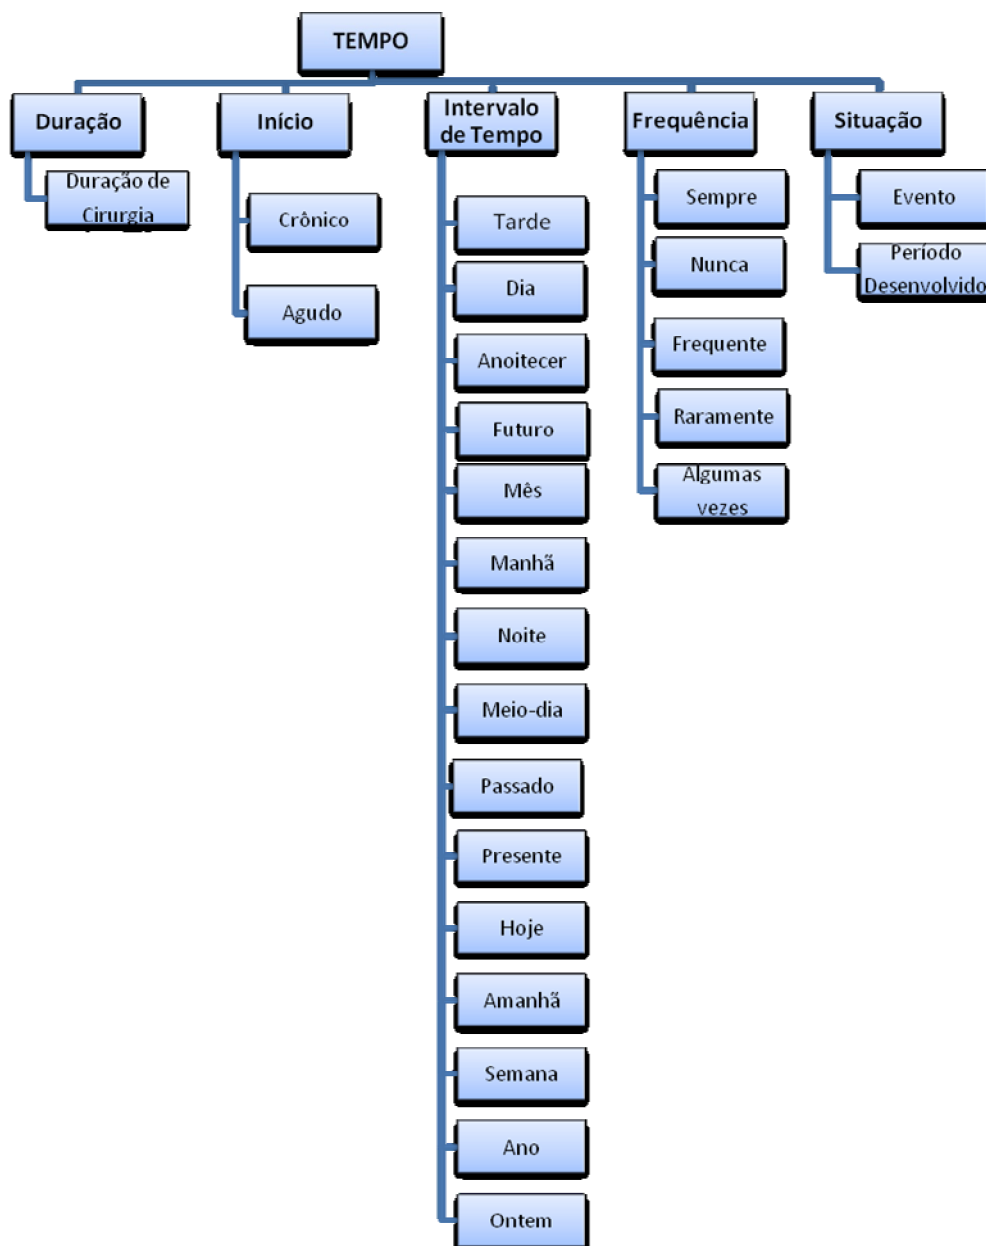 TEMPO
Duração
Início
Intervalo
de Tempo
Frequência
Situação
Duração de
Cirurgia
Crônico
Agudo
Tarde
Dia
Anoitecer
Futuro
Mês
Manhã
Noite
Meio-dia
Passado
Presente
Hoje
Amanhã
Semana
Ano
Ontem
Sempre
Nunca
Frequente
Raramente
Algumas
vezes
Evento
Período
Desenvolvido